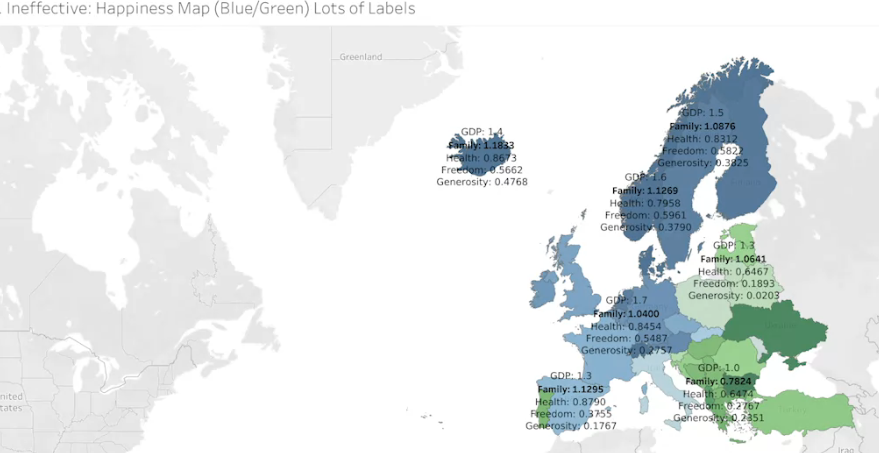 . Ineffective: Happiness Map (Blue/Green) Lots of Labels
Greenland
GDP: 1.4
Family: 1.1833
Health: 0.8673
Freedom: 0.5662
Generosity: 0.4768
GDP: 1.5
Family: 1.0876
Health: 0.8312
Freedom: 0.5822
Generosity: 0.3825
GDP: 1.6
Family: 1.1269
Health: 0.7958
Freedom: 0.5961
Generosity: 0.3790
GDP: 1.3
Family: 1.0641
Health: 0.6467
Freedom: 0.1893
Generosity: 0.0203
GDP: 1.7
Family: 1.0400
Health: 0.8454
Freedom: 0.5487
Generosity: 0.2757
GDP: 1.3
Family: 1.1295
Health: 0.8790
Freedom: 0.3755
Generosity: 0.1767
GDP: 1.0
Family: 0.7824
Health: 0.6474
Freedom: 0.2767
Generosity: 0.2351
nited
tates
Iraq